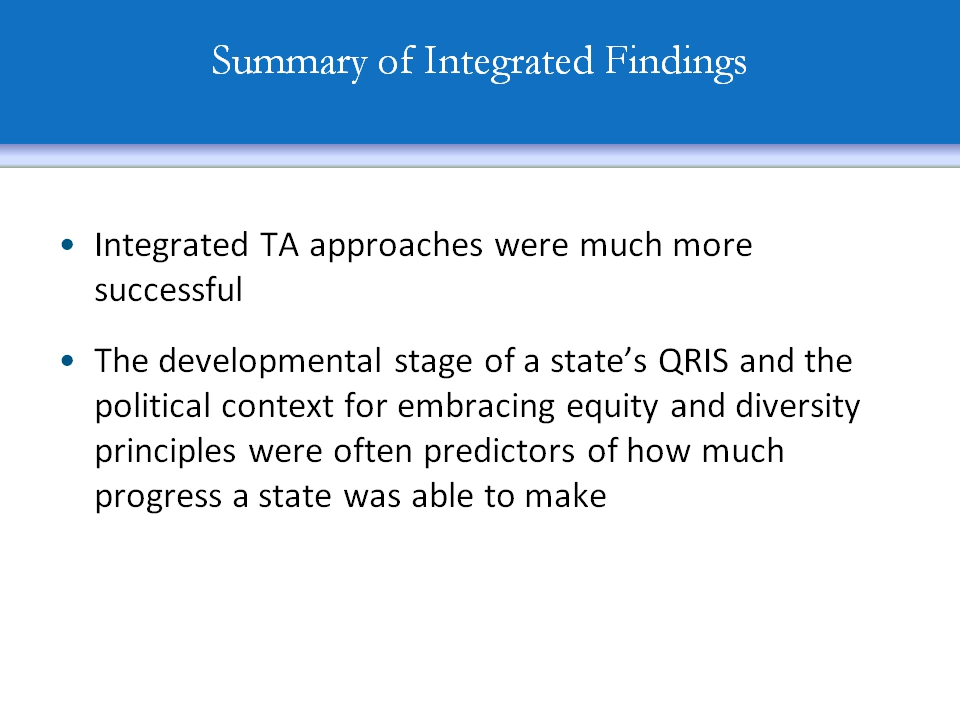 Summary of Integrated Findings
• Integrated TA approaches were much more
successful
• The developmental stage of a state’s QRIS and the
political context for embracing equity and diversity
principles were often predictors of how much
progress a state was able to make